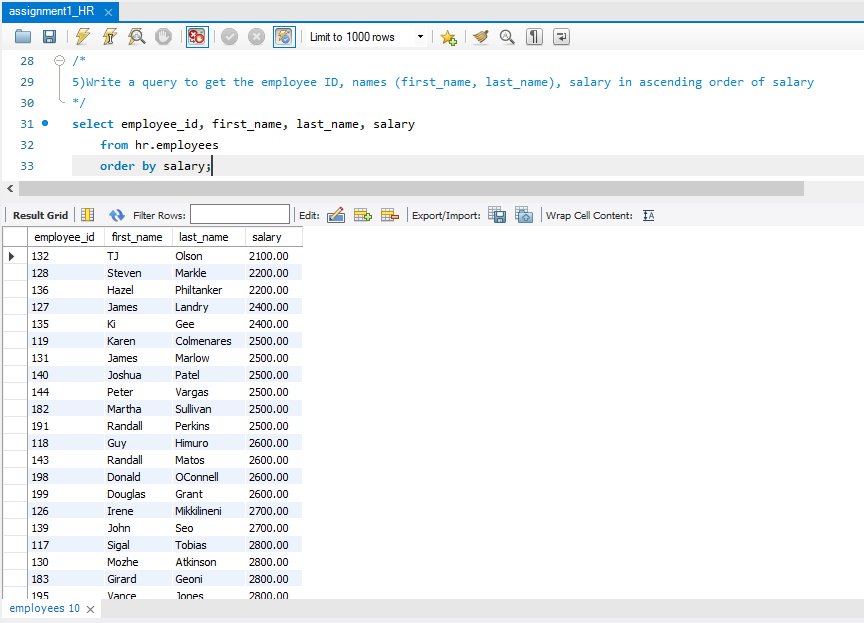 assignment1_HR
Limit to 1000 rows
28 /*
29 5)Write a query to get the employee ID, names (first_name, last_name), salary in ascending order of salary
30 */
31 select employee_id, first_name, last_name, salary
32 from hr.employees
33 order by salary;
Result Grid Filter Rows: Edit: Export/Import: Wrap Cell Content:
employee_id first_name last_name salary
132 TJ Olson 2100.00
128 Steven Markle 2200.00
136 Hazel Philtanker 2200.00
127 James Landry 2400.00
135 Ki Gee 2400.00
119 Karen Colmenares 2500.00
131 James Marlow 2500.00
140 Joshua Patel 2500.00
144 Peter Vargas 2500.00
182 Martha Sullivan 2500.00
191 Randall Perkins 2500.00
118 Guy Himuro 2600.00
143 Randall Matos 2600.00
198 Donald OConnell 2600.00
199 Douglas Grant 2600.00
126 Irene Mikkilineni 2700.00
139 John Seo 2700.00
117 Sigal Tobias 2800.00
130 Mozhe Atkinson 2800.00
183 Girard Geoni 2800.00
195 Vance Jones 2800.00
employees 10